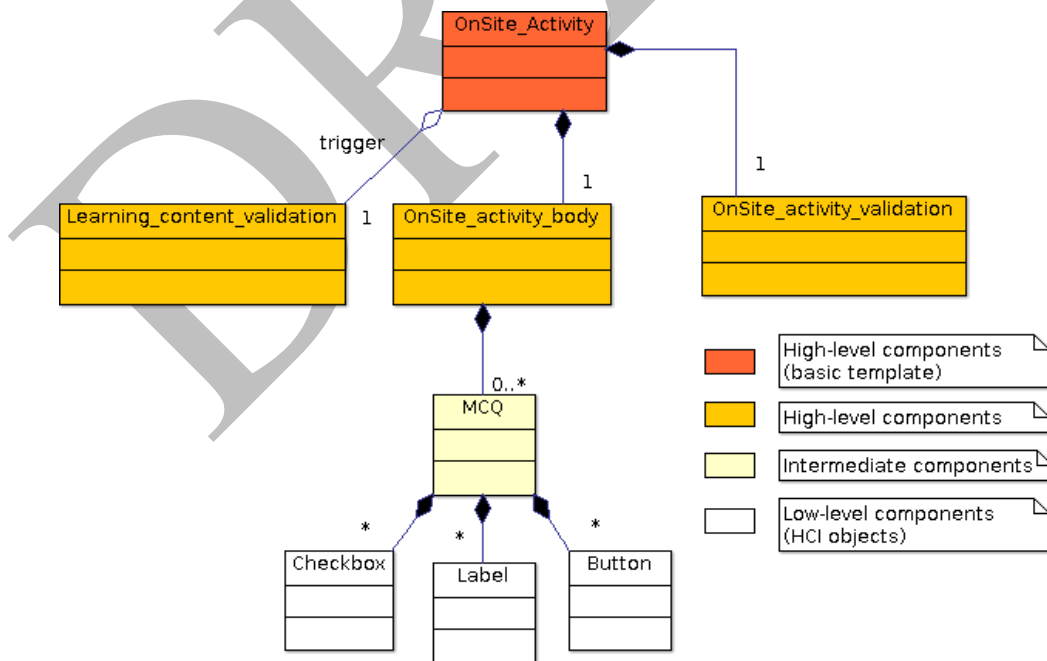 OnSite_Activity
trigger
1
1
1
Learning_content_validation
OnSite_activity_body
OnSite_activity_validation
0..*
MCQ
*
*
*
Checkbox
Label
Button
High-level components
(basic template)
High-level components
Intermediate components
Low-level components
(HCI objects)